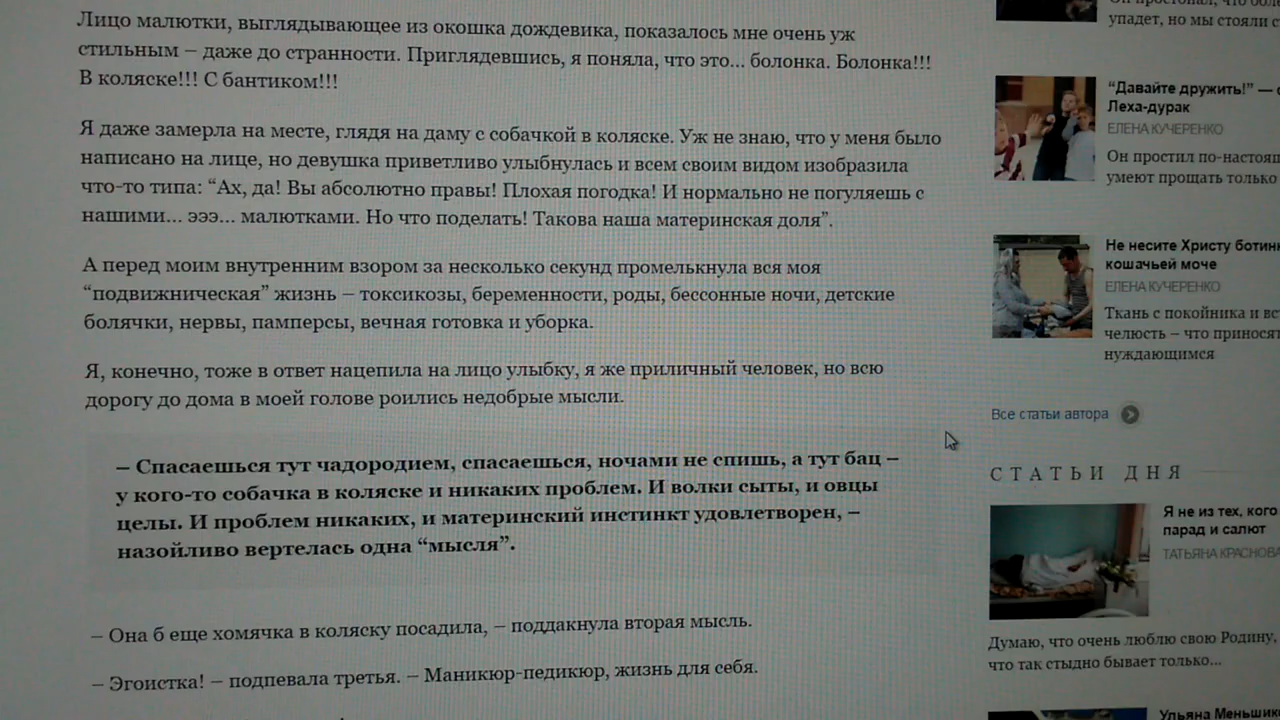 Лицо малютки, выглядывающее из окошка дождевика, показалось мне очень уж
стильным – даже до странности. Приглядевшись, я поняла, что это... болонка. Болонка!!!
В коляске!!! С бантиком!!!
Я даже замерла на месте, глядя на даму с собачкой в коляске. Уж не знаю, что у меня было
написано на лице, но девушка приветливо улыбнулась и всем своим видом изобразила
что-то типа: “Ах, да! Вы абсолютно правы! Плохая погодка! И нормально не погуляешь с
нашими... эээ... малютками. Но что поделать! Такова наша материнская доля”.
А перед моим внутренним взором за несколько секунд промелькнула вся моя
“подвижническая” жизнь – токсикозы, беременности, роды, бессонные ночи, детские
болячки, нервы, памперсы, вечная готовка и уборка.
Я, конечно, тоже в ответ нацепила на лицо улыбку, я же приличный человек, но всю
дорогу до дома в моей голове роились недобрые мысли.
– Спасаешься тут чадородием, спасаешься, ночами не спишь, а тут бац –
у кого-то собачка в коляске и никаких проблем. И волки сыты, и овцы
целы. И проблем никаких, и материнский инстинкт удовлетворен, –
назойливо вертелась одна “мысля”.
– Она б еще хомячка в коляску посадила, – поддакнула вторая мысль.
– Эгоистка! – подпевала третья. – Маникюр-педикюр, жизнь для себя.
упадет, но мы стояли
“Давайте дружить!” —
Леха-дурак
ЕЛЕНА КУЧЕРЕНКО
Он простил
умеют прощать только
Не несите Христу
кошачьей моче
ЕЛЕНА КУЧЕРЕНКО
Ткань с покойника и
челюсть – что
нуждающимся
Все статьи автора
СТАТЬИ ДНЯ
Я не из тех, кого
парад и салют
ТАТЬЯНА
Думаю, что очень люблю свою Родину,
что так стыдно бывает только...
Ульяна